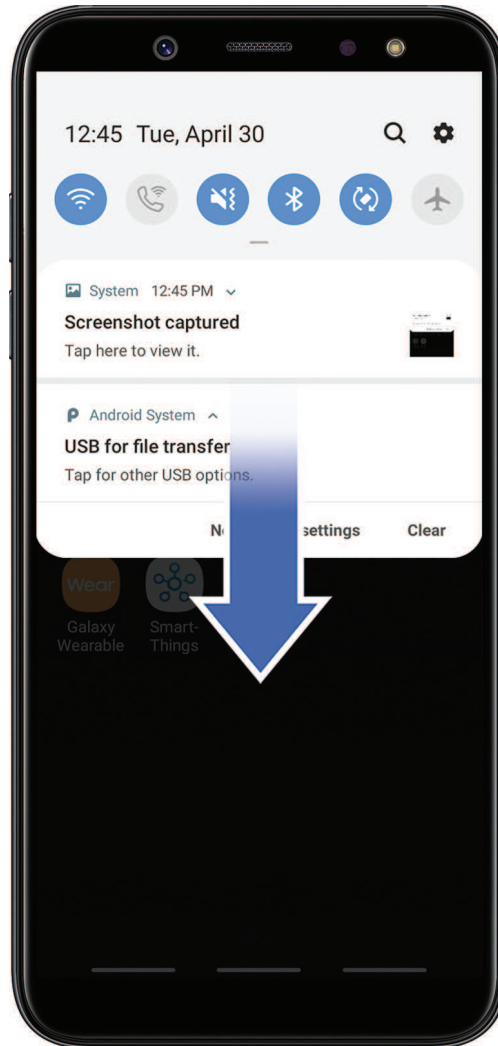 12:45 Tue, April 30
System 12:45 PM
Screenshot captured
Tap here to view it.
Android System
USB for file transfer
Tap for other USB options.
settings Clear
Wear
Galaxy Wearable
Smart-Things